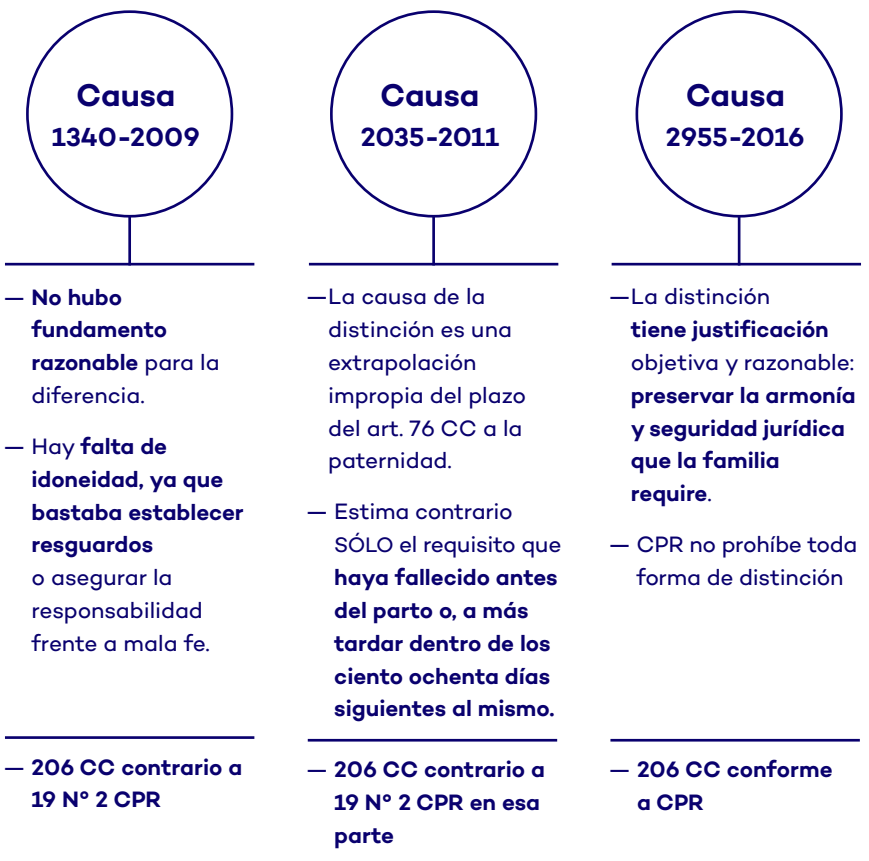 Causa
1340-2009
— No hubo
fundamento
razonable para la
diferencia.
— Hay falta de
idoneidad, ya que
bastaba establecer
resguardos
o asegurar la
responsabilidad
frente a mala fe.
— 206 CC contrario a
19 N° 2 CPR
Causa
2035-2011
—La causa de la
distinción es una
extrapolación
impropia del plazo
del art. 76 CC a la
paternidad.
— Estima contrario
SÓLO el requisito que
haya fallecido antes
del parto o, a más
tardar dentro de los
ciento ochenta días
siguientes al mismo.
— 206 CC contrario a
19 N° 2 CPR en esa
parte
Causa
2955-2016
—La distinción
tiene justificación
objetiva y razonable:
preservar la armonía
y seguridad jurídica
que la familia
require.
— CPR no prohíbe toda
forma de distinción
— 206 CC conforme
a CPR